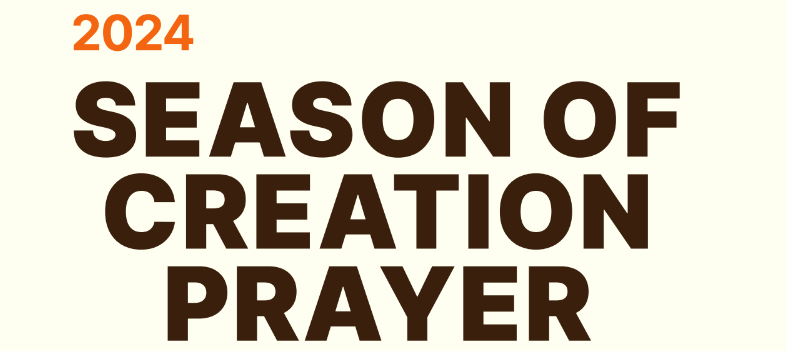 2024
SEASON OF
CREATION
PRAYER